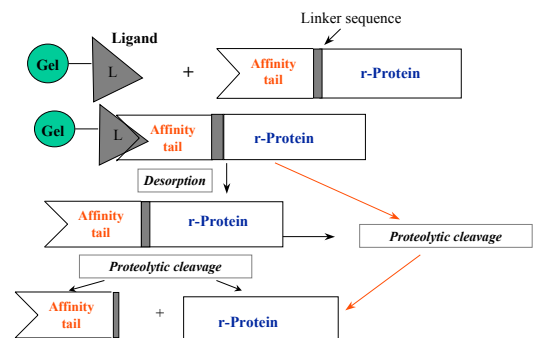 Linker sequence
Ligand
Gel
L
+
Affinity
tail
r-Protein
Gel
L
Affinity
tail
r-Protein
Desorption
Affinity
tail
r-Protein
Proteolytic cleavage
Proteolytic cleavage
Affinity
tail
+
r-Protein